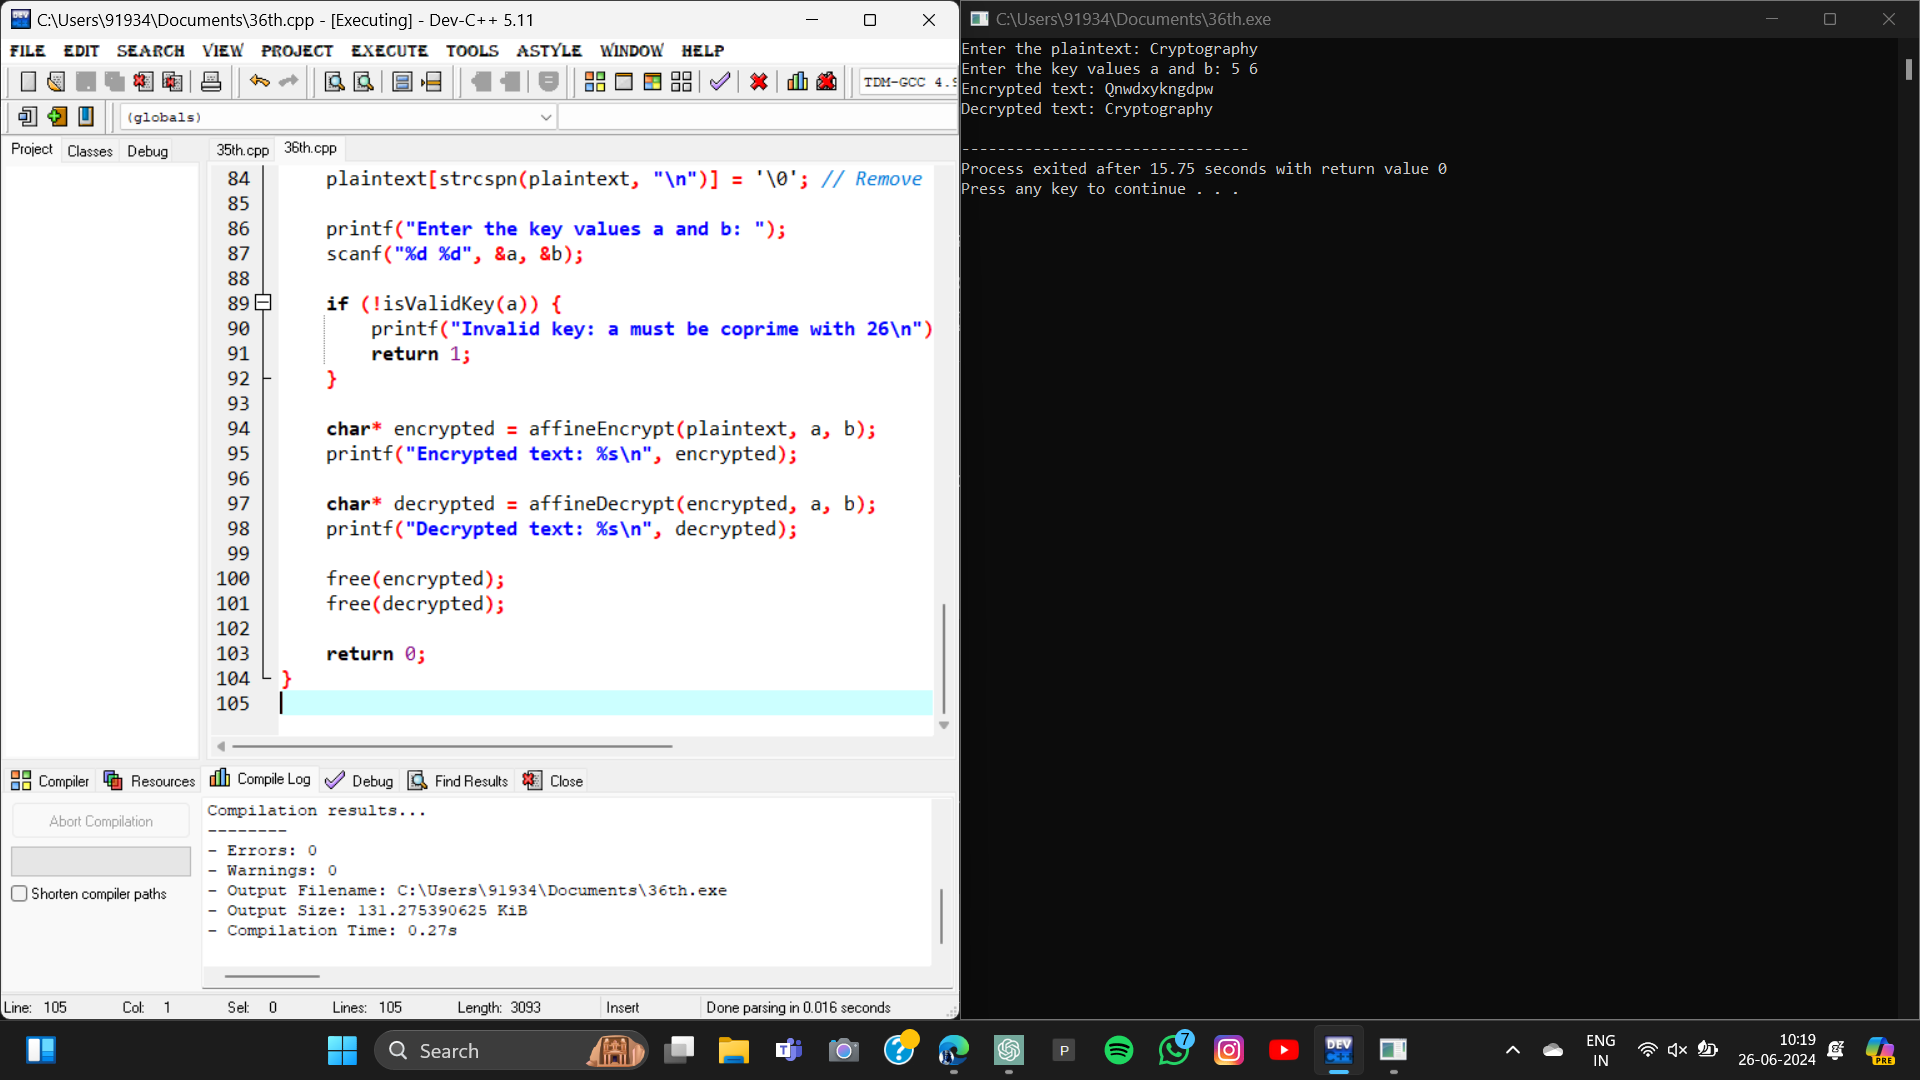 C:\Users\91934\Documents\36th.cpp - [Executing] - Dev-C++ 5.11
FILE EDIT SEARCH VIEW PROJECT EXECUTE TOOLS ASTYLE WINDOW HELP
TDM-GCC 4.9
(globals)
Project Classes Debug
35th.cpp 36th.cpp
84 plaintext[strcspn(plaintext, "\n")] = '\0'; // Remove
85
86 printf("Enter the key values a and b: ");
87 scanf("%d %d", &a, &b);
88
89 if (!isValidKey(a)) {
90 printf("Invalid key: a must be coprime with 26\n")
91 return 1;
92 }
93
94 char* encrypted = affineEncrypt(plaintext, a, b);
95 printf("Encrypted text: %s\n", encrypted);
96
97 char* decrypted = affineDecrypt(encrypted, a, b);
98 printf("Decrypted text: %s\n", decrypted);
99
100 free(encrypted);
101 free(decrypted);
102
103 return 0;
104 }
105
Compiler Resources Compile Log Debug Find Results Close
Abort Compilation
Shorten compiler paths
Compilation results...
--------
- Errors: 0
- Warnings: 0
- Output Filename: C:\Users\91934\Documents\36th.exe
- Output Size: 131.275390625 KiB
- Compilation Time: 0.27s
Line: 105 Col: 1 Sel: 0 Lines: 105 Length: 3093 Insert Done parsing in 0.016 seconds
C:\Users\91934\Documents\36th.exe
Enter the plaintext: Cryptography
Enter the key values a and b: 5 6
Encrypted text: Qnwdxykngdpw
Decrypted text: Cryptography
--------------------------------
Process exited after 15.75 seconds with return value 0
Press any key to continue . . .
Search
P
7
DEV
ENG
IN
10:19
26-06-2024
PRE